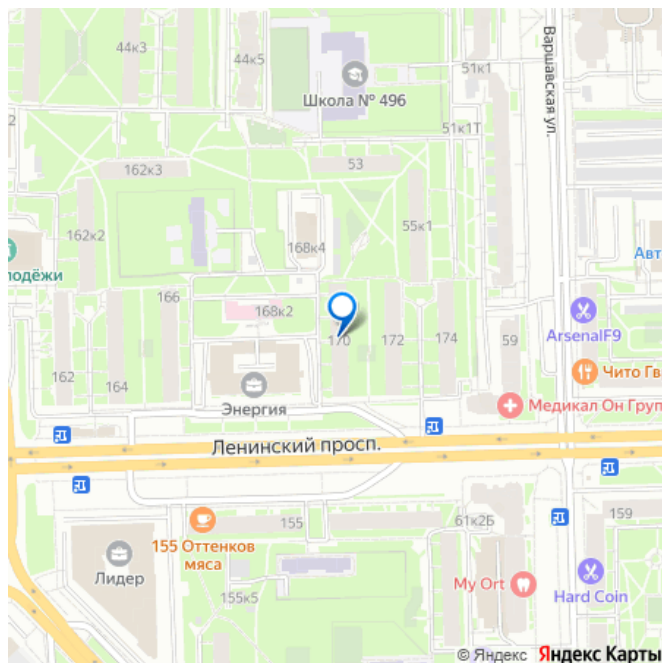 44к3
44к5
51к1
Школа № 496
Варшавская ул.
2
51к1Т
162к3
53
55к1
162к2
168к4
Авт
лодёжи
166
168к2
ArsenalF9
170
172
174
59
162
164
Чито Гв
Энергия
Медикал Он Груп
Ленинский просп.
155
61к2Б
159
155 Оттенков
мяса
Лидер
155к5
My Ort
Hard Coin
© Яндекс Яндекс Карты